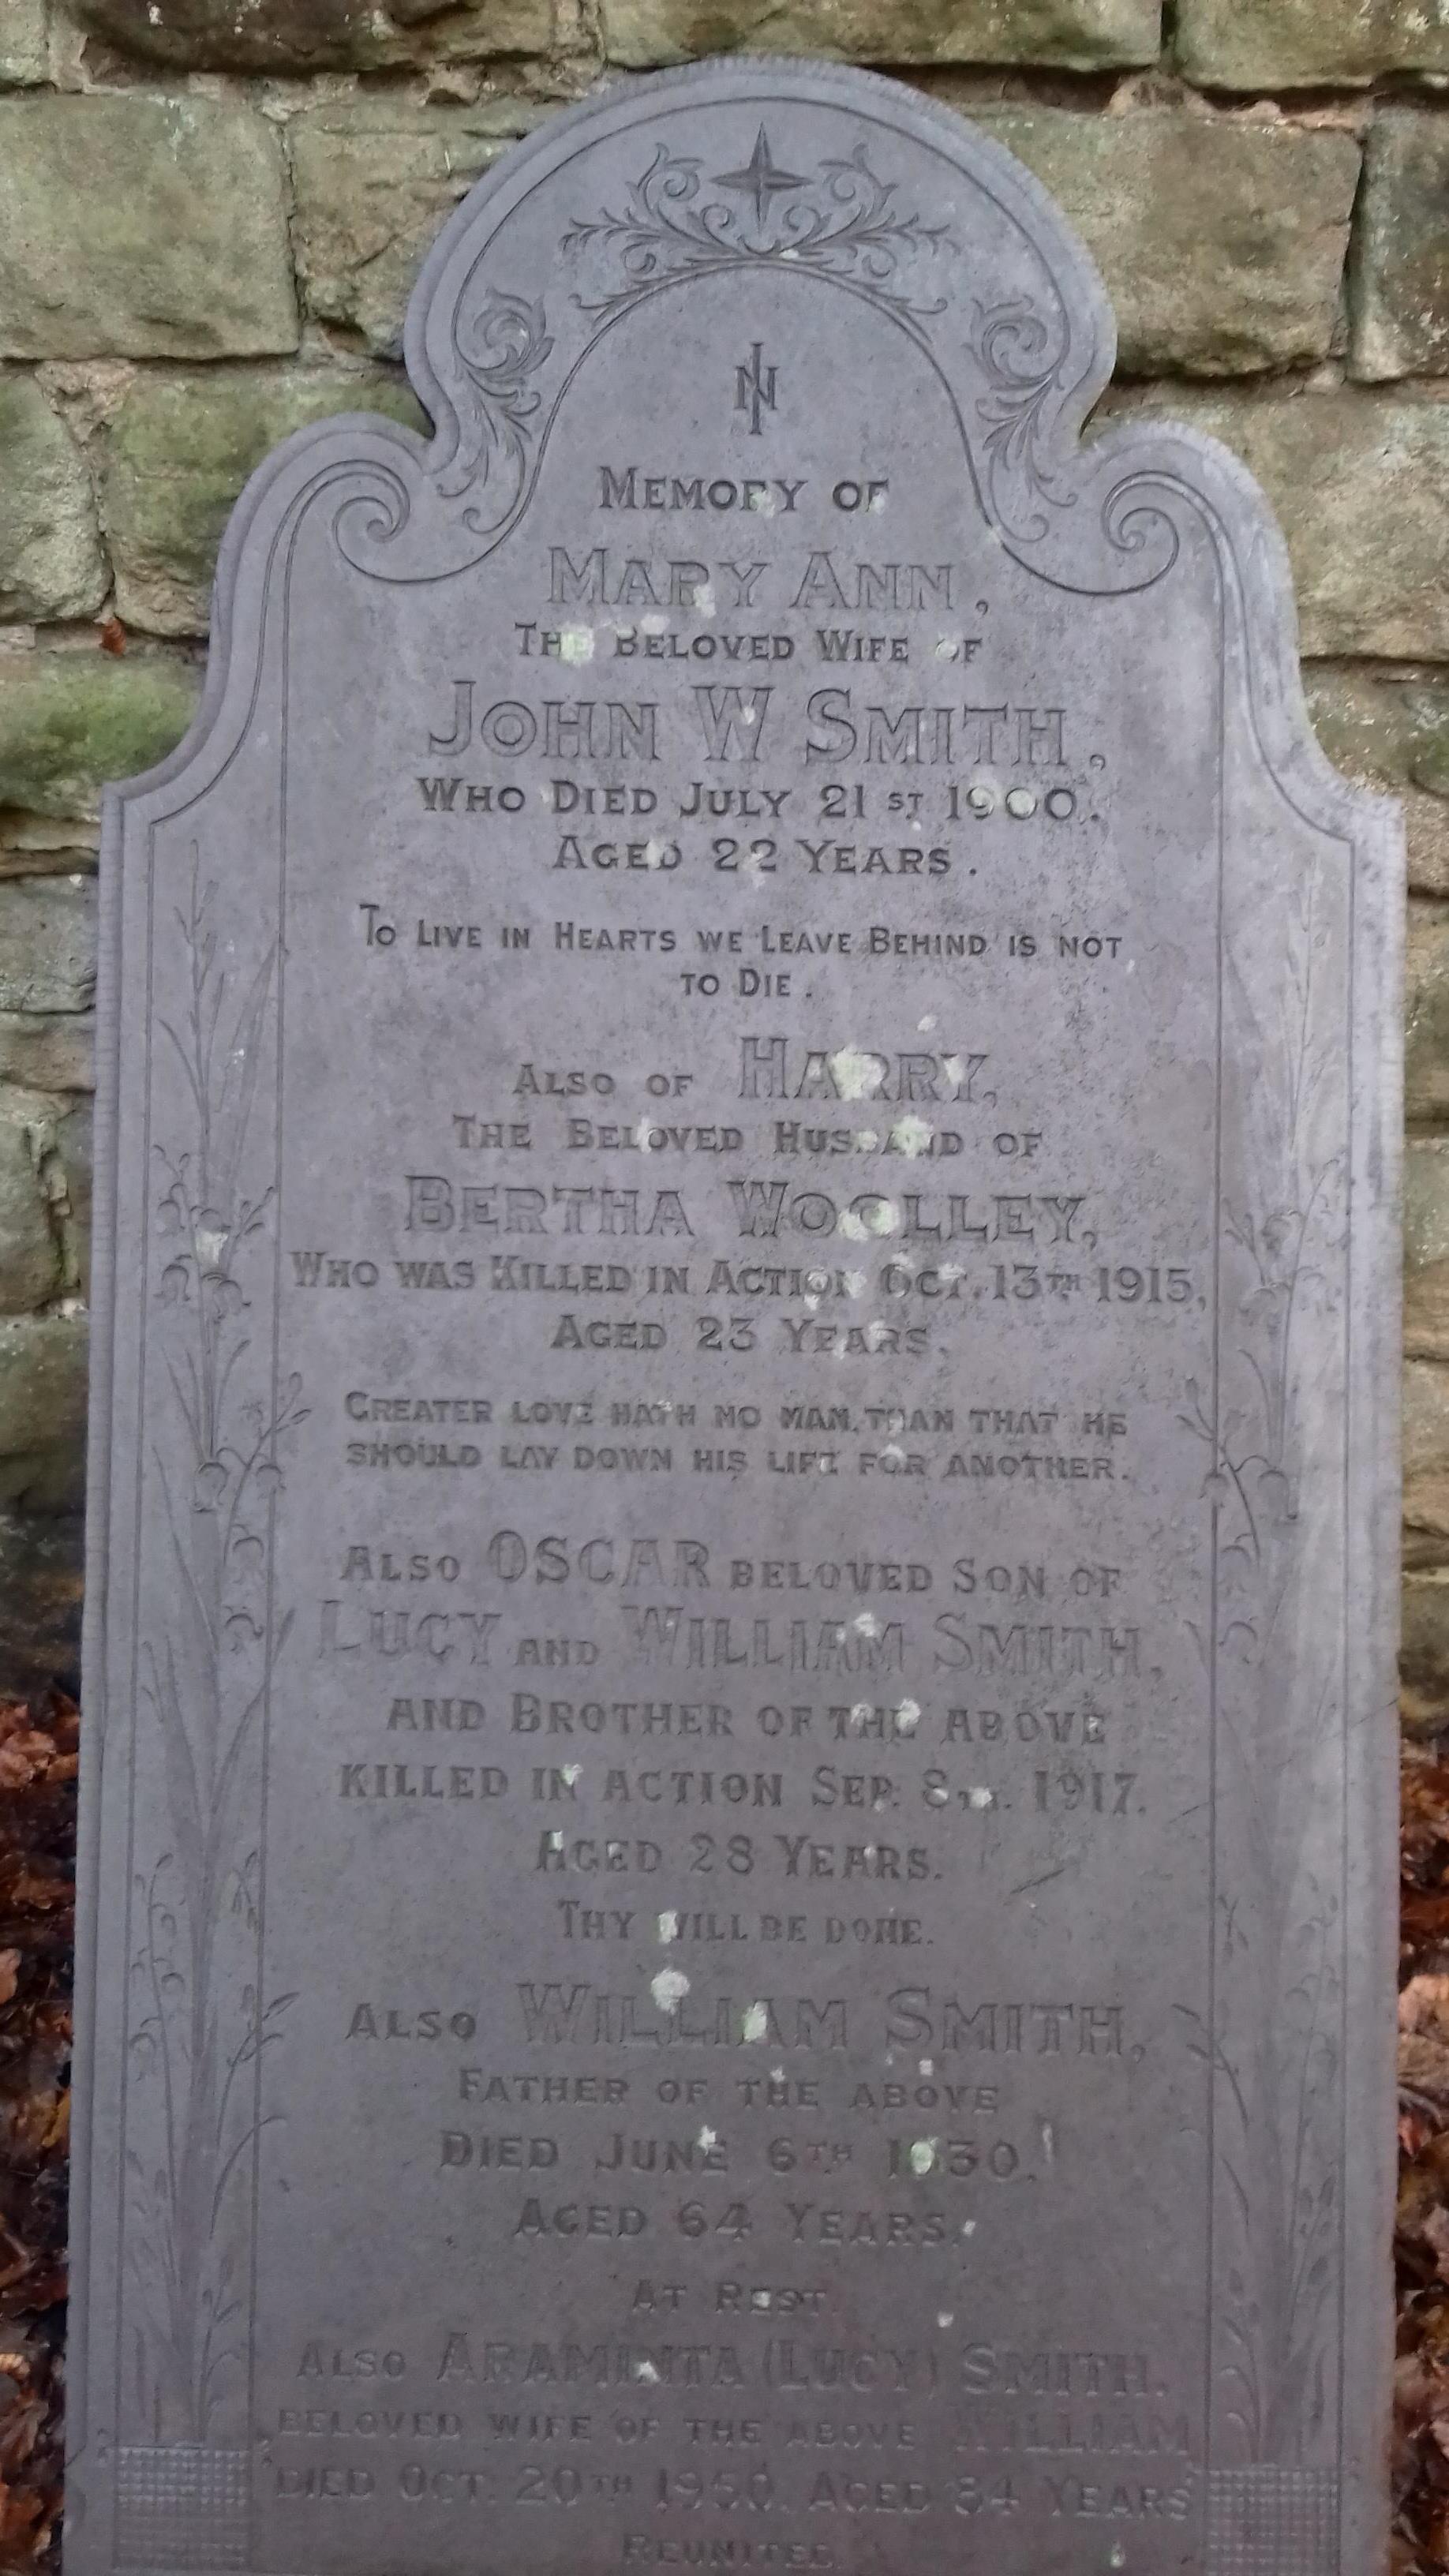 IN
MEMORY OF
MARY ANN,
THE BELOVED WIFE OF
JOHN W SMITH,
WHO DIED JULY 21ST 1900.
AGED 22 YEARS.
TO LIVE IN HEARTS WE LEAVE BEHIND IS NOT
TO DIE.
ALSO OF HARRY,
THE BELOVED HUSBAND OF
BERTHA WOOLLEY,
WHO WAS KILLED IN ACTION OCT. 13TH 1915,
AGED 23 YEARS.
GREATER LOVE HATH NO MAN, THAN THAT HE
SHOULD LAY DOWN HIS LIFE FOR ANOTHER.
ALSO OSCAR BELOVED SON OF
LUCY AND WILLIAM SMITH,
AND BROTHER OF THE ABOVE
KILLED IN ACTION SEP. 8TH. 1917.
AGED 28 YEARS.
THY WILL BE DONE.
ALSO WILLIAM SMITH,
FATHER OF THE ABOVE
DIED JUNE 6TH 1930.
AGED 64 YEARS.
AT REST.
ALSO ARAMINTA (LUCY) SMITH.
BELOVED WIFE OF THE ABOVE WILLIAM
DIED OCT. 20TH 1950. AGED 84 YEARS
REUNITED.